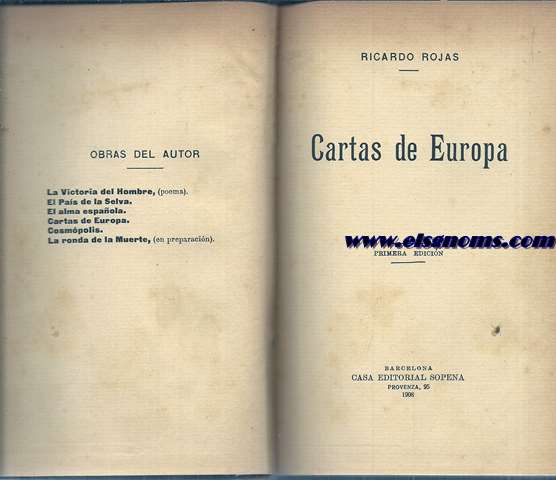 OBRAS DEL AUTOR
La Victoria del Hombre, (poema).
El País de la Selva.
El alma española.
Cartas de Europa.
Cosmópolis.
La ronda de la Muerte, (en preparación).
RICARDO ROJAS
Cartas de Europa
www.elsgnoms.com
PRIMERA EDICIÓN
BARCELONA
CASA EDITORIAL SOPENA
PROVENZA, 95
1908